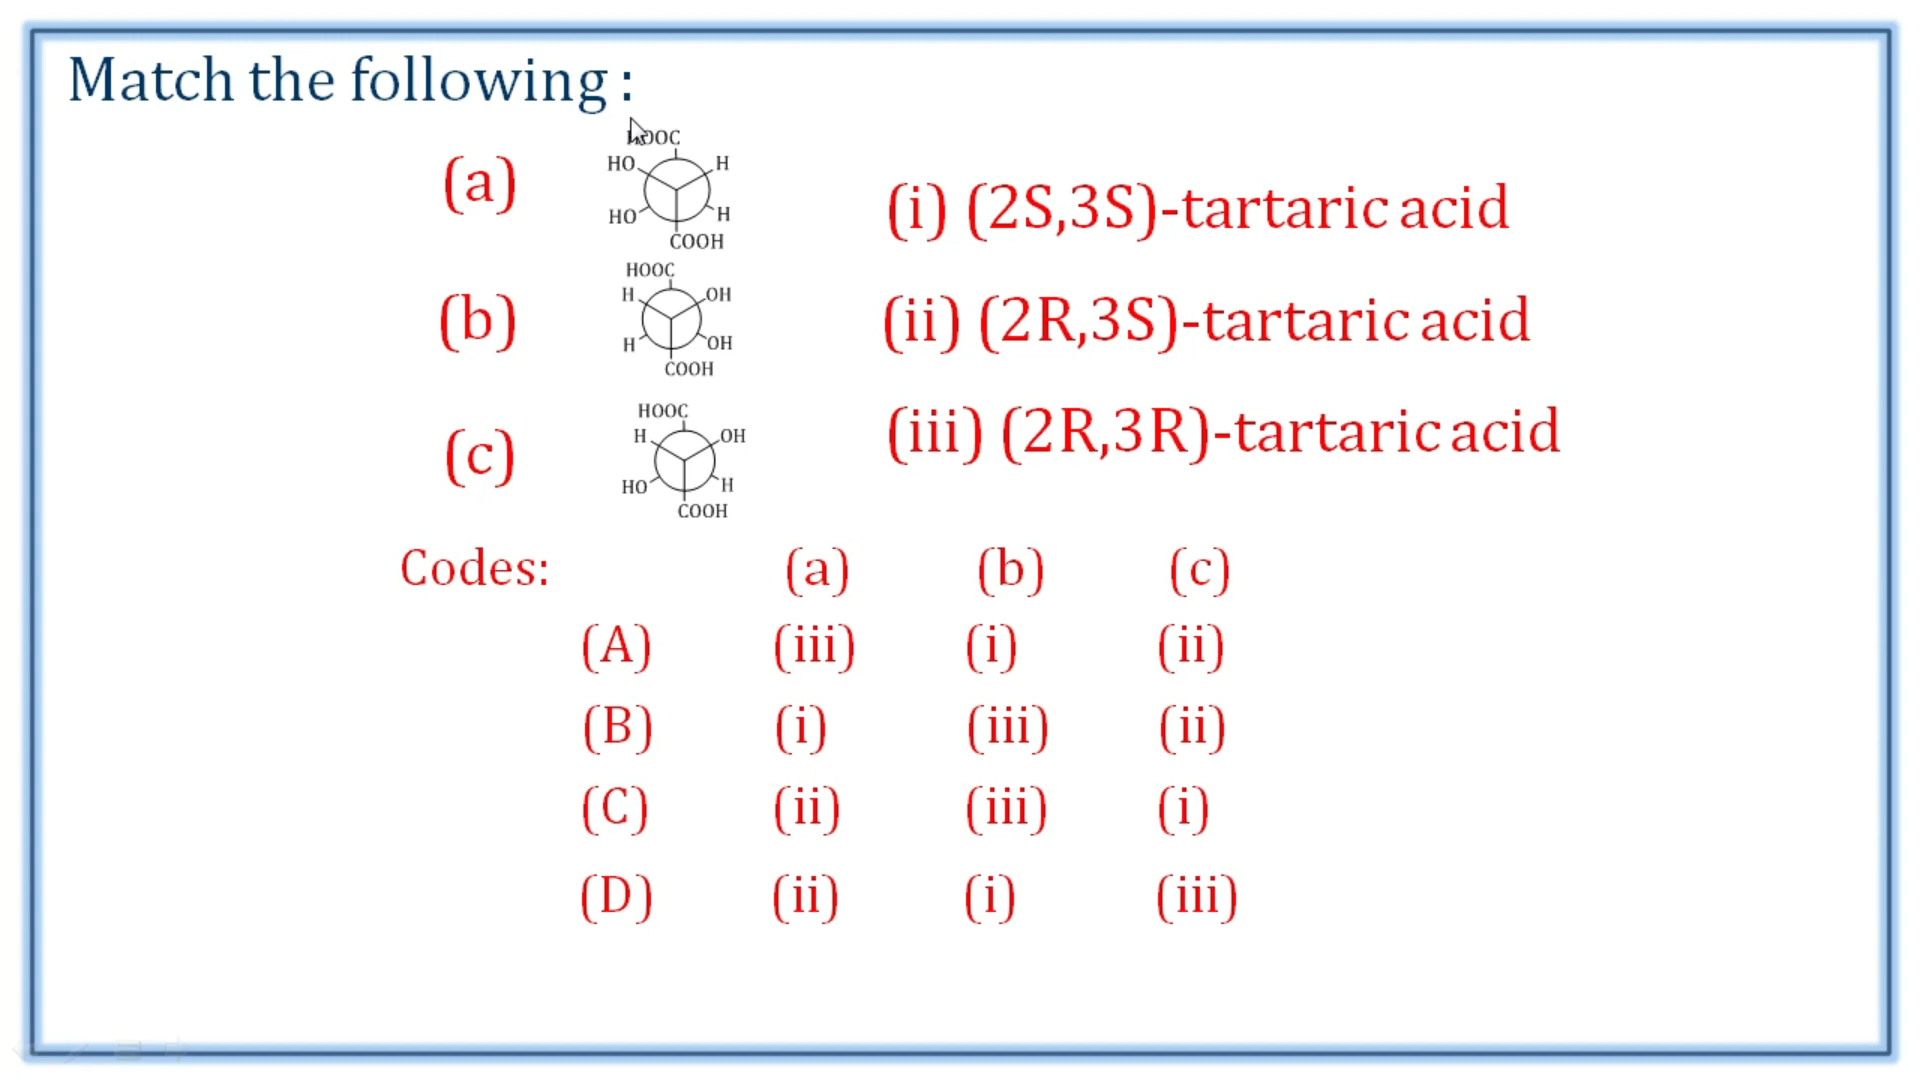 Match the following :
(a)
HOOC
HO
H
HO
H
COOH
(i) (2S,3S)-tartaric acid
(b)
HOOC
H
OH
H
OH
COOH
(ii) (2R,3S)-tartaric acid
(c)
HOOC
H
OH
HO
H
COOH
(iii) (2R,3R)-tartaric acid
Codes: (a) (b) (c)
(A) (iii) (i) (ii)
(B) (i) (iii) (ii)
(C) (ii) (iii) (i)
(D) (ii) (i) (iii)